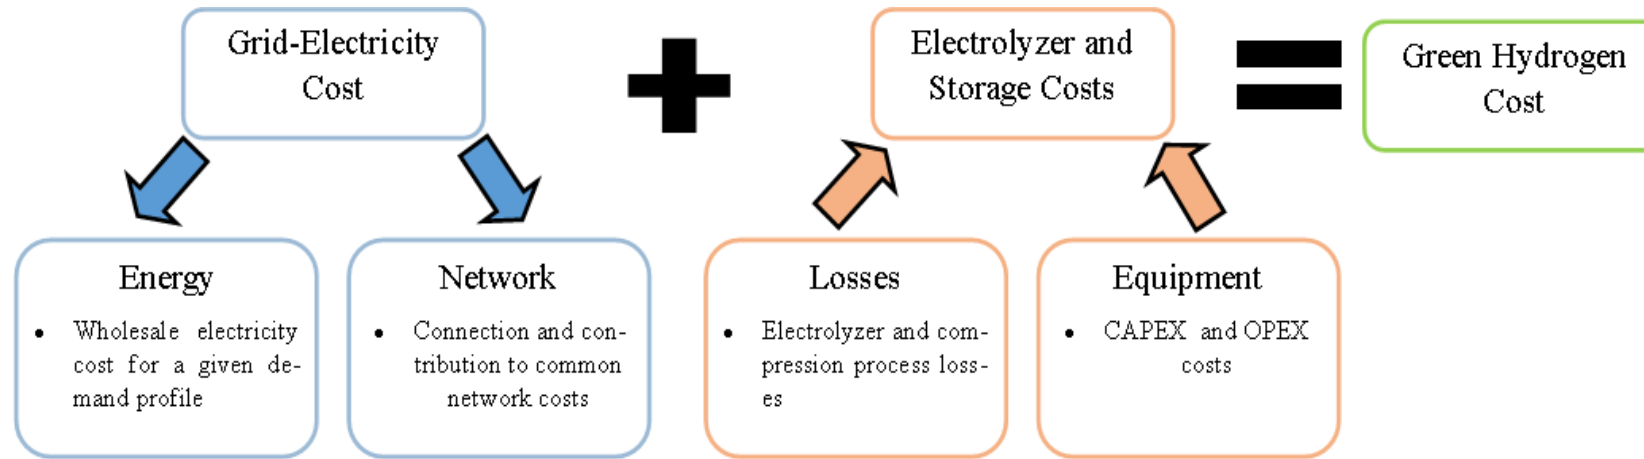 Grid-Electricity
Cost
Electrolyzer and
Storage Costs
Green Hydrogen
Cost
Energy
• Wholesale electricity
cost for a given de-
mand profile
Network
• Connection and con-
tribution to common
network costs
Losses
• Electrolyzer and com-
pression process loss-
es
Equipment
• CAPEX and OPEX
costs